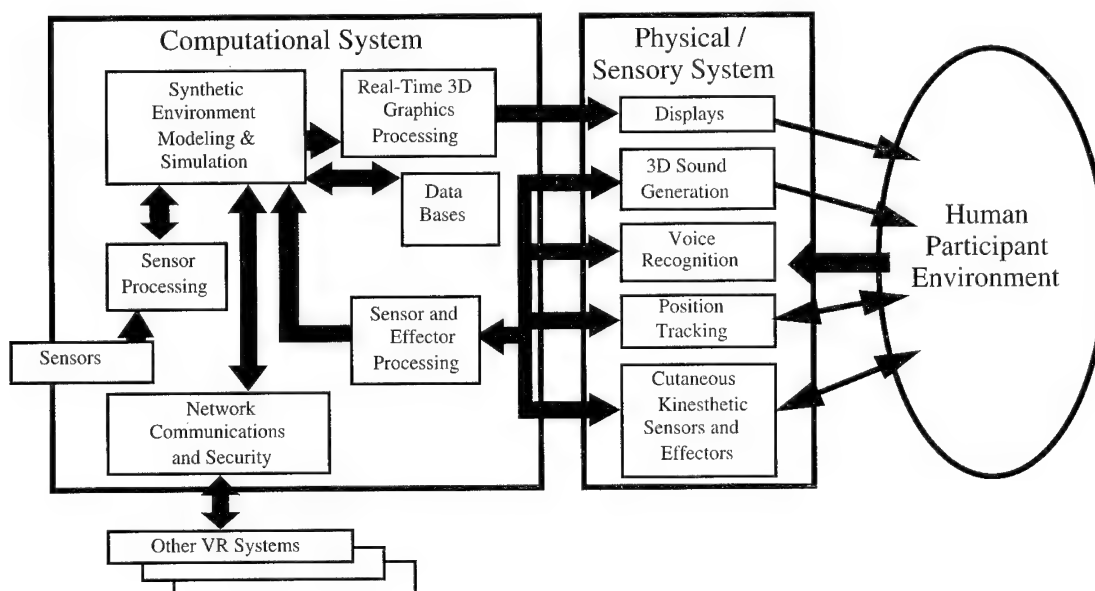 Computational System
Synthetic
Environment
Modeling &
Simulation
Real-Time 3D
Graphics
Processing
Data
Bases
Sensor
Processing
Sensors
Sensor and
Effector
Processing
Network
Communications
and Security
Other VR Systems
Physical /
Sensory System
Displays
3D Sound
Generation
Voice
Recognition
Position
Tracking
Cutaneous
Kinesthetic
Sensors and
Effectors
Human
Participant
Environment